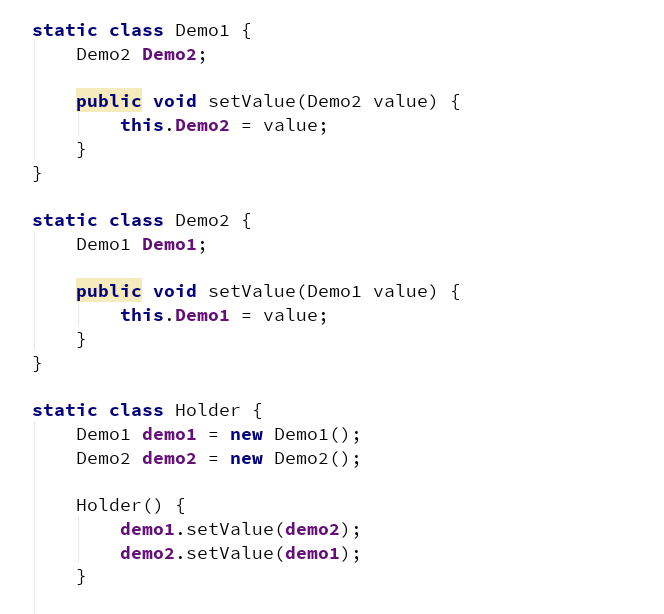 static class Demo1 {
    Demo2 Demo2;

    public void setValue(Demo2 value) {
        this.Demo2 = value;
    }
}

static class Demo2 {
    Demo1 Demo1;

    public void setValue(Demo1 value) {
        this.Demo1 = value;
    }
}

static class Holder {
    Demo1 demo1 = new Demo1();
    Demo2 demo2 = new Demo2();

    Holder() {
        demo1.setValue(demo2);
        demo2.setValue(demo1);
    }